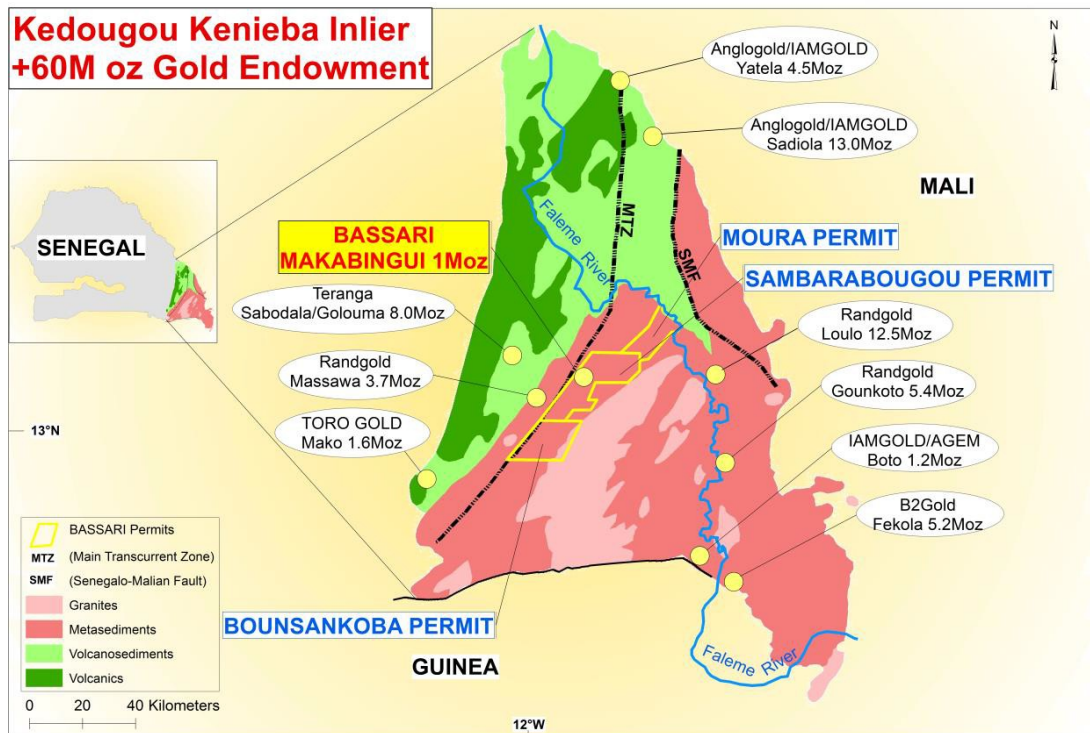 Kedougou Kenieba Inlier
+60M oz Gold Endowment
N
Anglogold/IAMGOLD
Yatela 4.5Moz
Anglogold/IAMGOLD
Sadiola 13.0Moz
MALI
SENEGAL
MTZ
SMF
Faleme River
BASSARI
MAKABINGUI 1Moz
MOURA PERMIT
SAMBARABOUGOU PERMIT
Teranga
Sabodala/Golouma 8.0Moz
Randgold
Massawa 3.7Moz
TORO GOLD
Mako 1.6Moz
Randgold
Loulo 12.5Moz
Randgold
Gounkoto 5.4Moz
IAMGOLD/AGEM
Boto 1.2Moz
B2Gold
Fekola 5.2Moz
13°N
BASSARI Permits
MTZ (Main Transcurrent Zone)
SMF (Senegalo-Malian Fault)
Granites
Metasediments
Volcanosediments
Volcanics
0 20 40 Kilometers
BOUNSANKOBA PERMIT
GUINEA
Faleme River
12°W